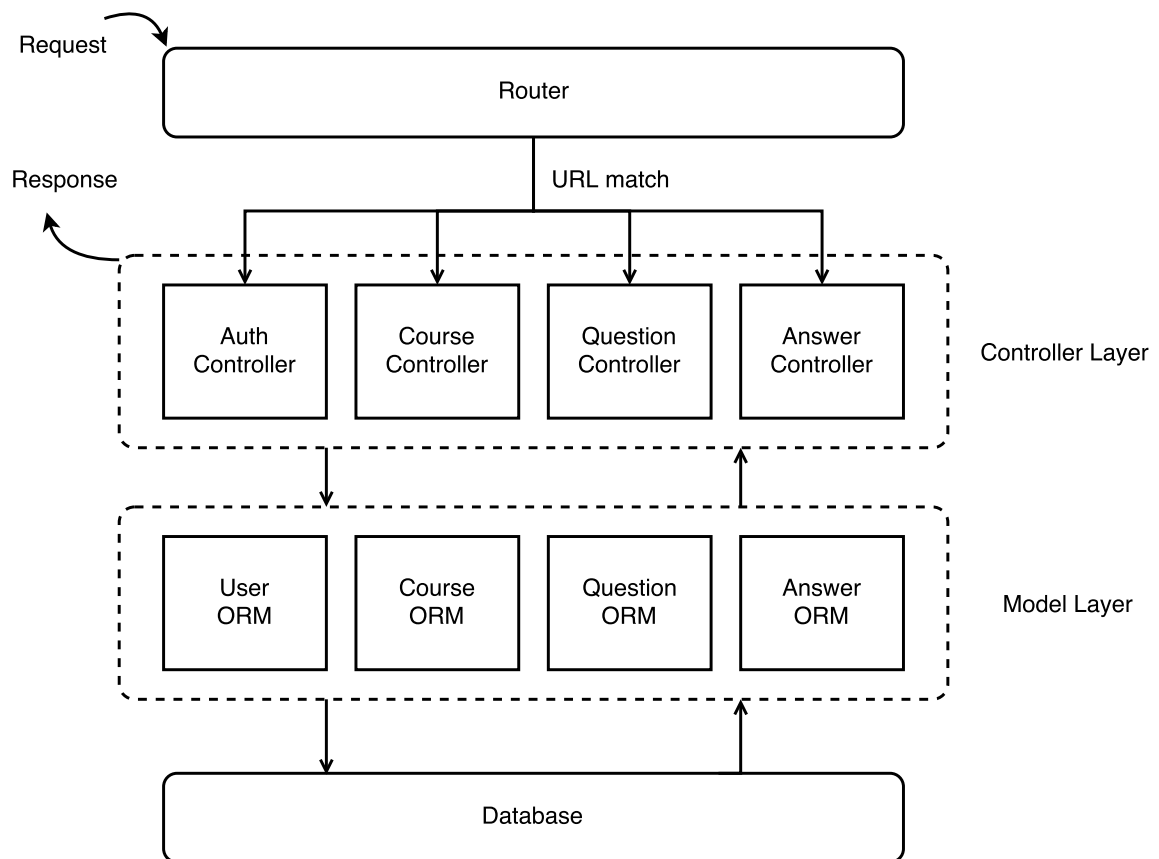 Request
Router
Response
URL match
Auth
Controller
Course
Controller
Question
Controller
Answer
Controller
Controller Layer
User
ORM
Course
ORM
Question
ORM
Answer
ORM
Model Layer
Database